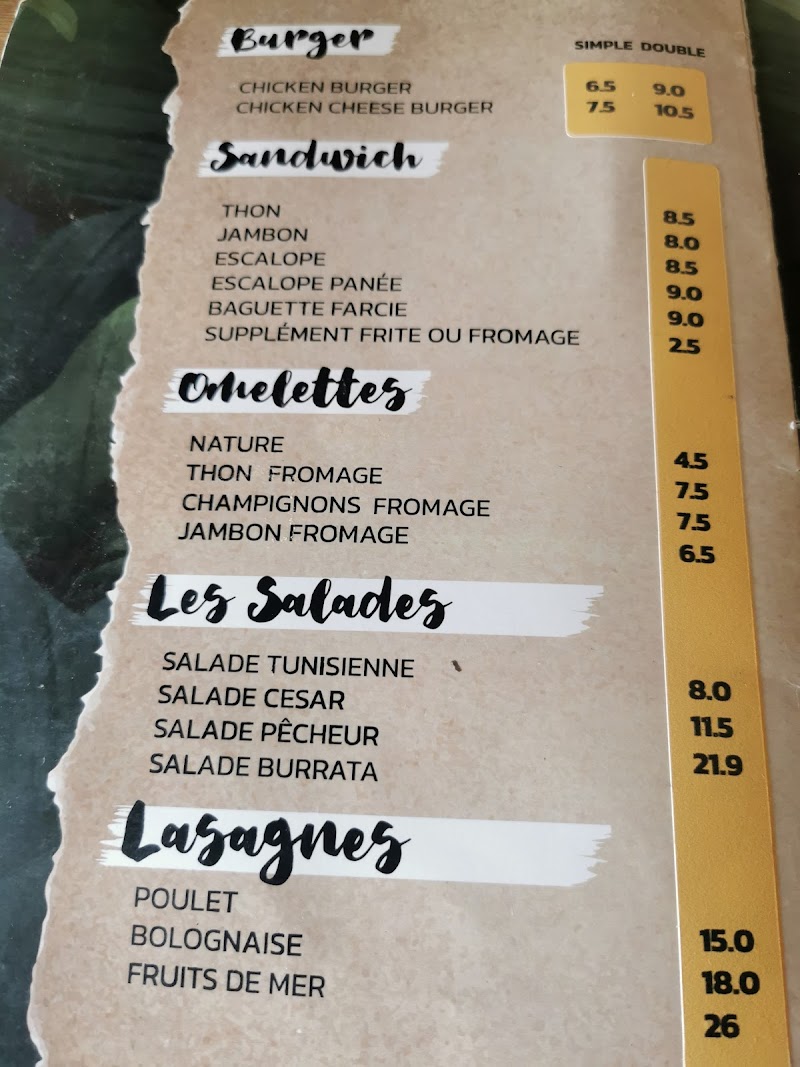 Burger
SIMPLE DOUBLE
CHICKEN BURGER 6.5 9.0
CHICKEN CHEESE BURGER 7.5 10.5
Sandwich
THON 8.5
JAMBON 8.0
ESCALOPE 8.5
ESCALOPE PANÉE 9.0
BAGUETTE FARCIE 9.0
SUPPLÉMENT FRITE OU FROMAGE 2.5
Omelettes
NATURE 4.5
THON FROMAGE 7.5
CHAMPIGNONS FROMAGE 7.5
JAMBON FROMAGE 6.5
Les Salades
SALADE TUNISIENNE 8.0
SALADE CESAR 11.5
SALADE PÊCHEUR 21.9
SALADE BURRATA
Lasagnes
POULET 15.0
BOLOGNAISE 18.0
FRUITS DE MER 26